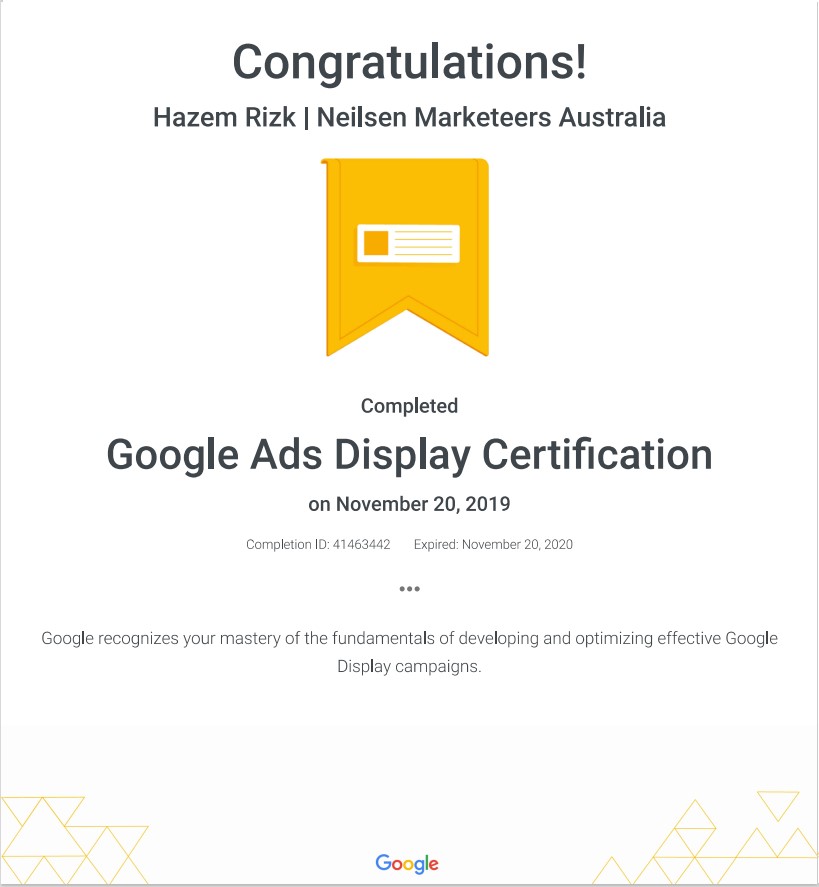 Congratulations!
Hazem Rizk | Neilsen Marketeers Australia
Completed
Google Ads Display Certification
on November 20, 2019
Completion ID: 41463442 Expired: November 20, 2020
•••
Google recognizes your mastery of the fundamentals of developing and optimizing effective Google
Display campaigns.
Google